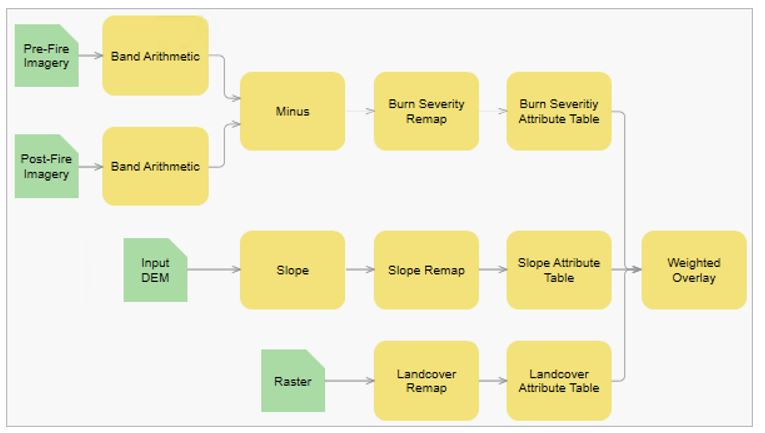 Pre-Fire
Imagery
Band Arithmetic
Post-Fire
Imagery
Band Arithmetic
Minus
Burn Severity
Remap
Burn Severitiy
Attribute Table
Input
DEM
Slope
Slope Remap
Slope Attribute
Table
Weighted
Overlay
Raster
Landcover
Remap
Landcover
Attribute Table